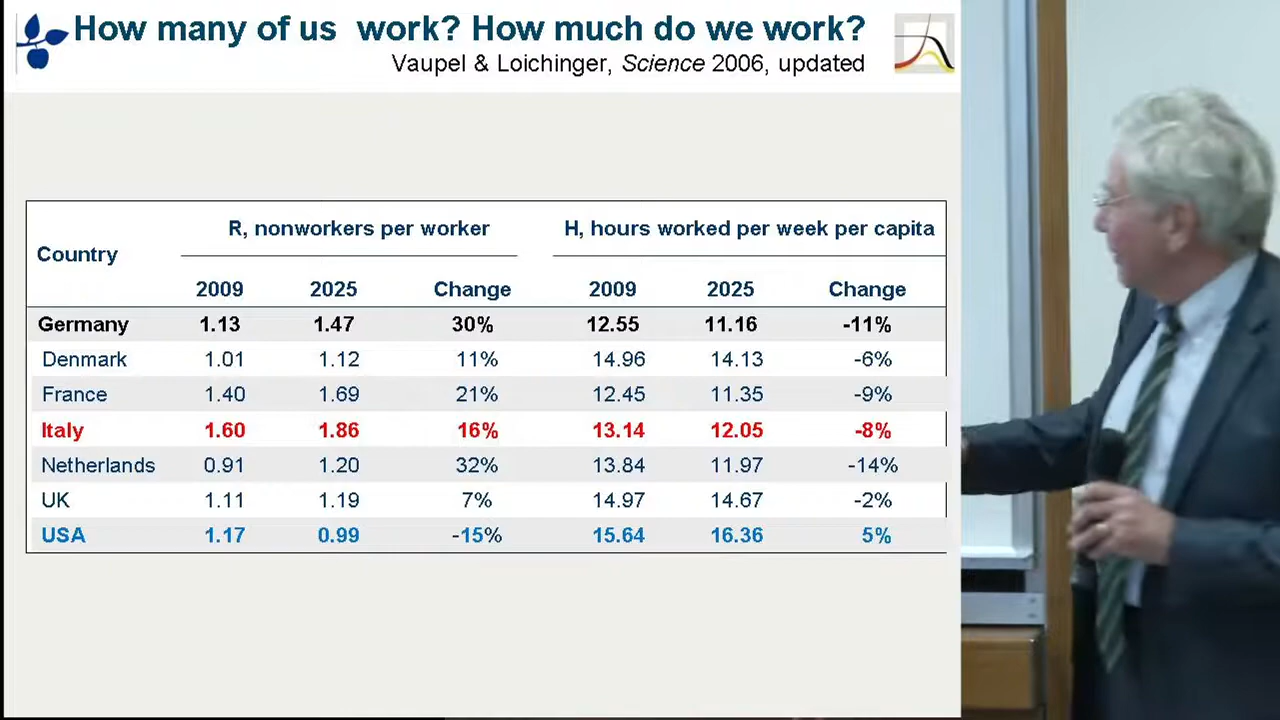 How many of us work? How much do we work?
Vaupel & Loichinger, Science 2006, updated
Country R, nonworkers per worker H, hours worked per week per capita
2009 2025 Change 2009 2025 Change
Germany 1.13 1.47 30% 12.55 11.16 -11%
Denmark 1.01 1.12 11% 14.96 14.13 -6%
France 1.40 1.69 21% 12.45 11.35 -9%
Italy 1.60 1.86 16% 13.14 12.05 -8%
Netherlands 0.91 1.20 32% 13.84 11.97 -14%
UK 1.11 1.19 7% 14.97 14.67 -2%
USA 1.17 0.99 -15% 15.64 16.36 5%